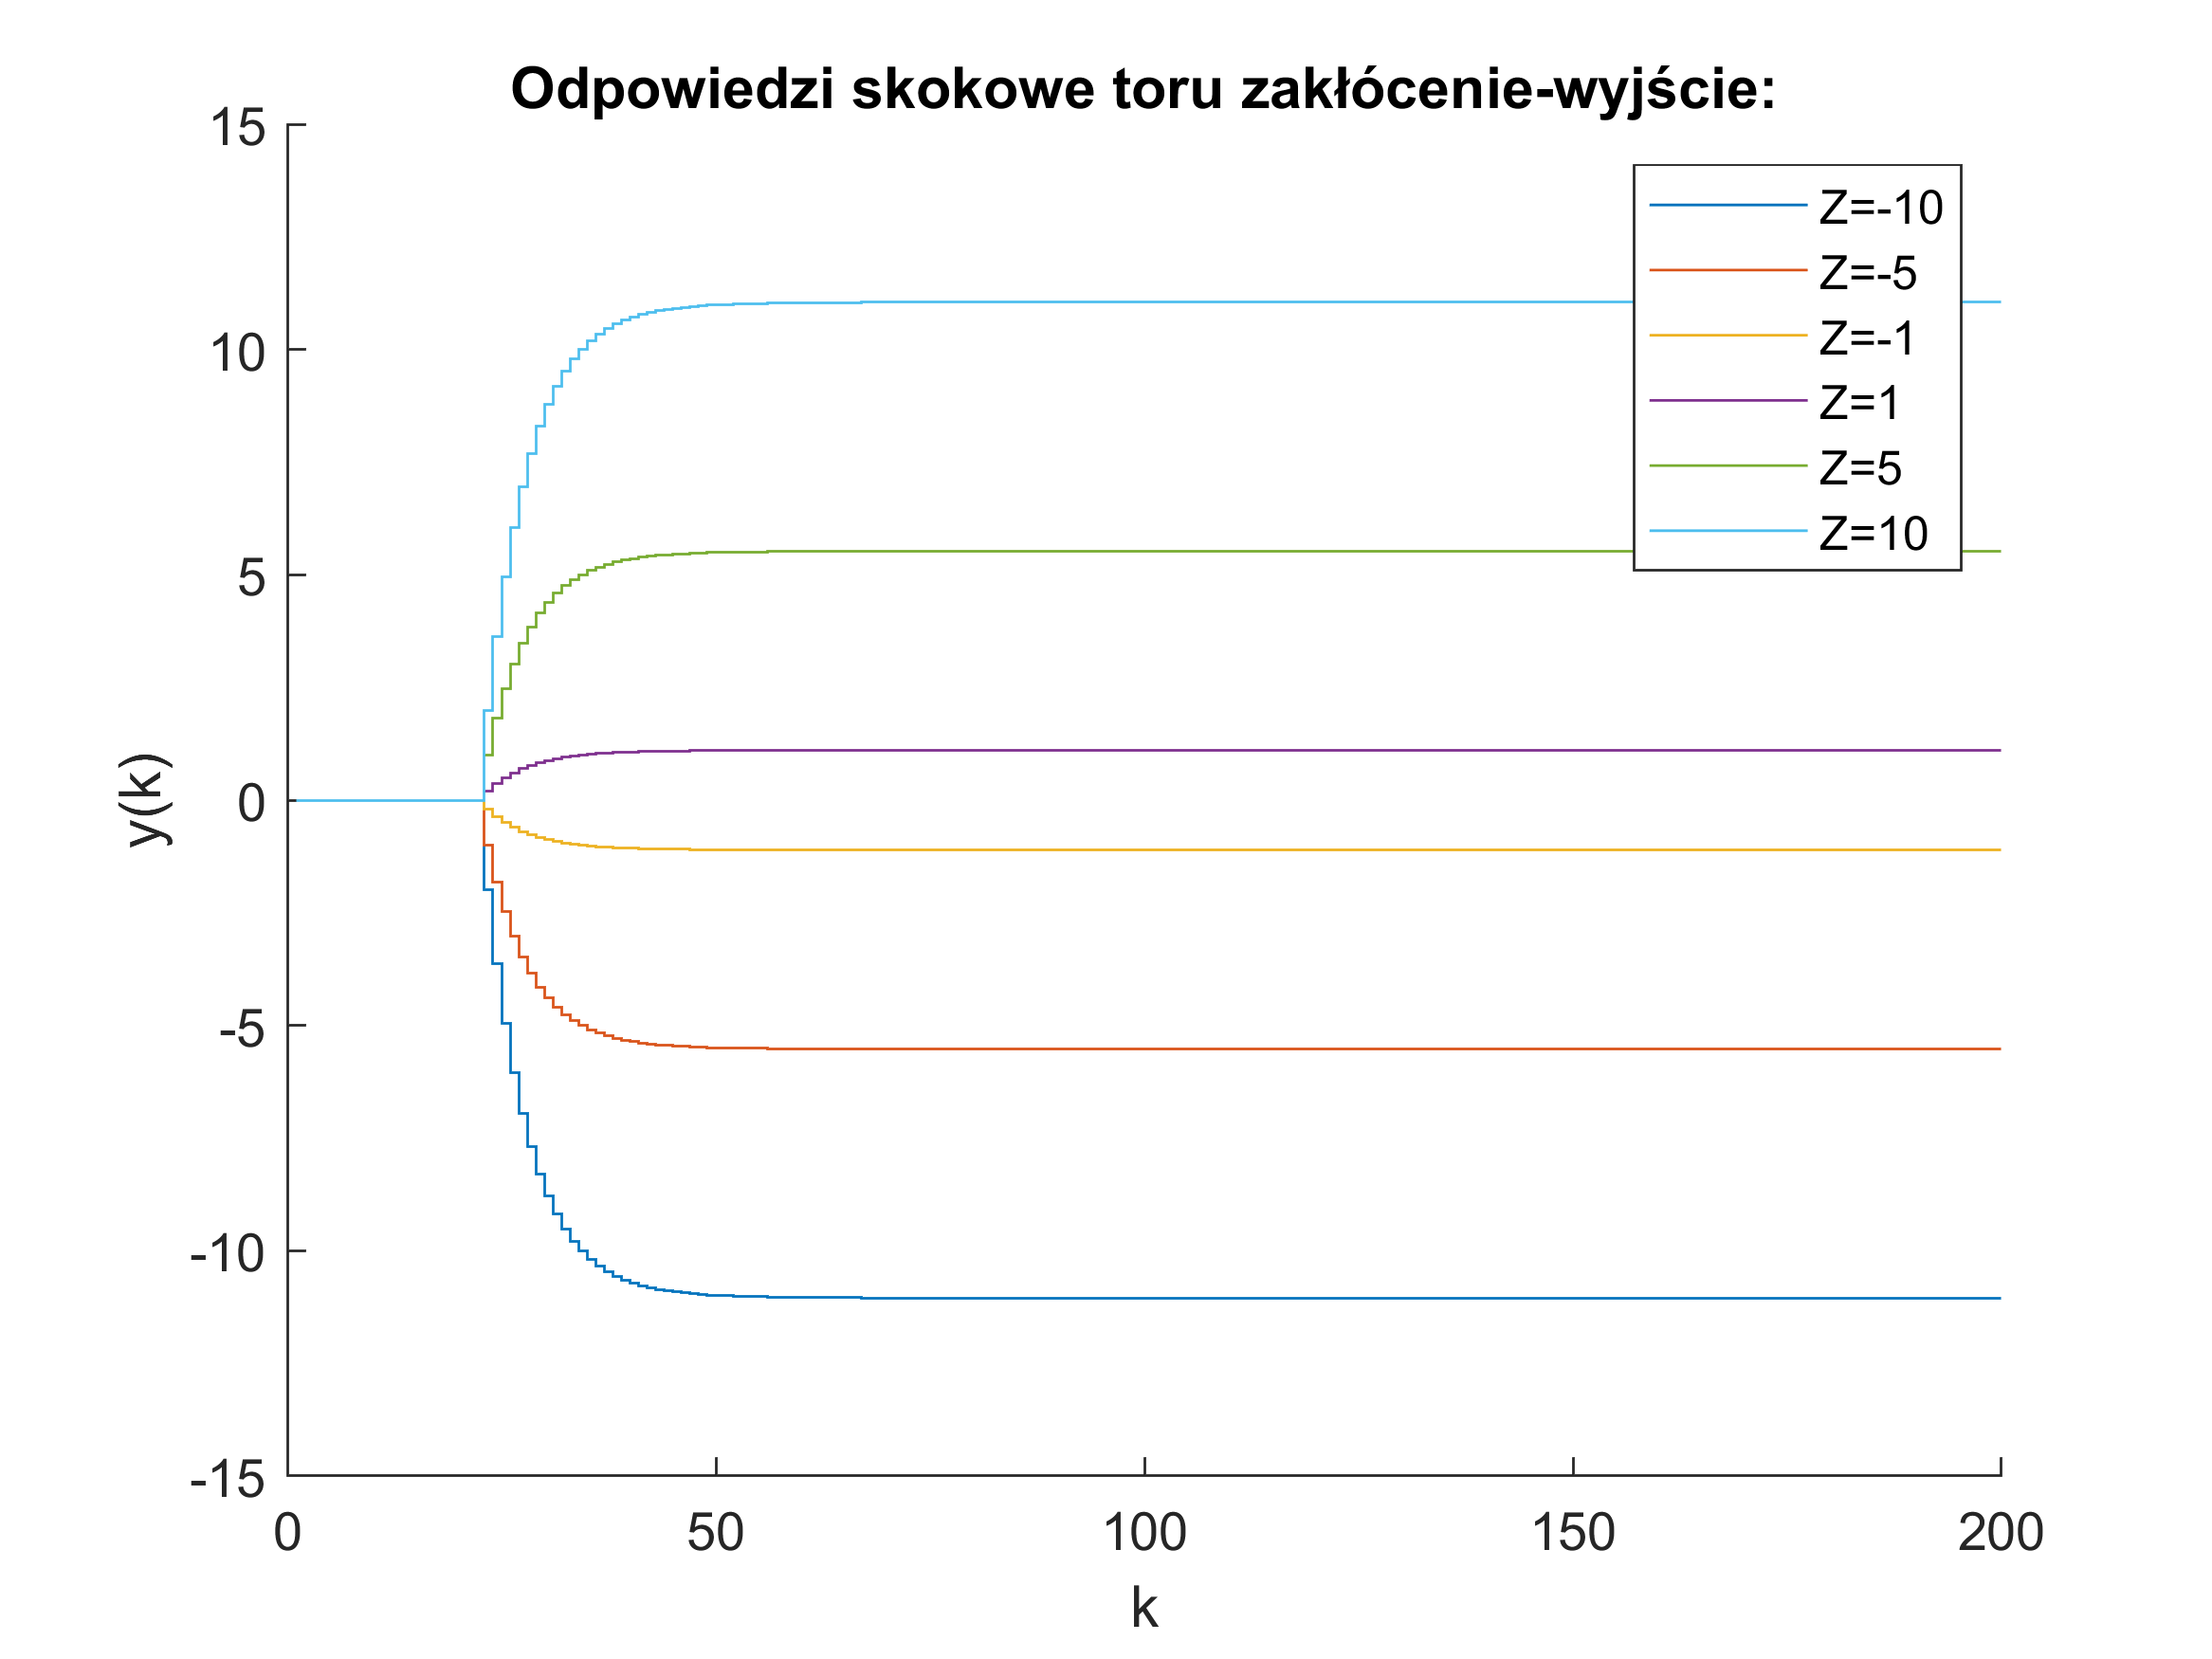 Odpowiedzi skokowe toru zakłócenie-wyjście:
15
10
5
0
-5
-10
-15
y(k)
Z=-10
Z=-5
Z=-1
Z=1
Z=5
Z=10
0 50 100 150 200
k